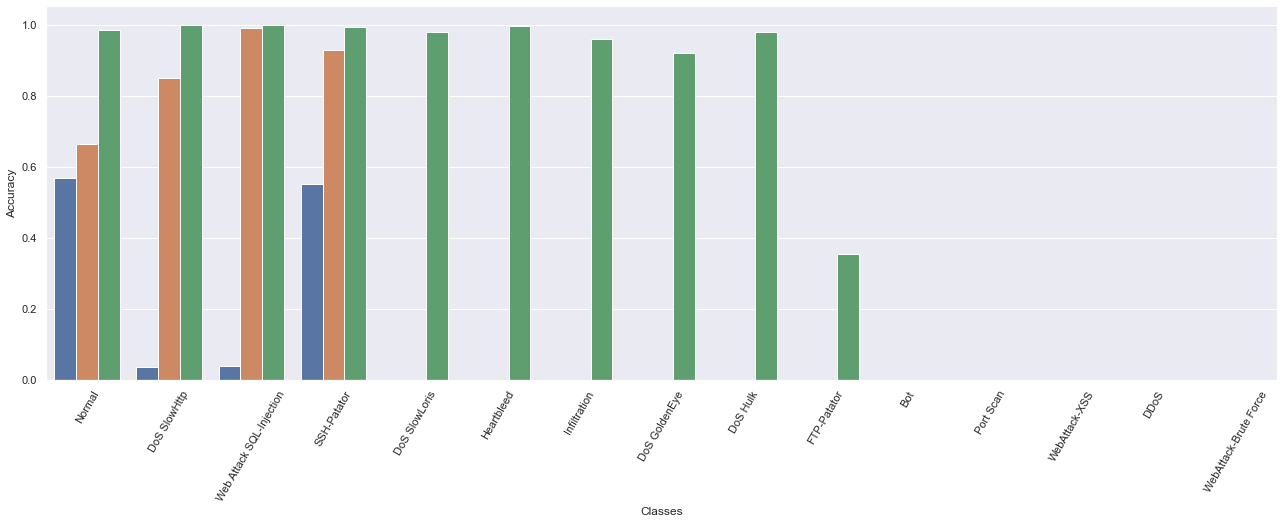 1.0
0.8
0.6
0.4
0.2
0.0
Accuracy
Normal
DoS SlowHttp
Web Attack SQL-Injection
SSH-Patator
DoS SlowLoris
Heartbleed
Infiltration
DoS GoldenEye
DoS Hulk
FTP-Patator
Bot
Port Scan
WebAttack-XSS
DDoS
WebAttack-Brute Force
Classes